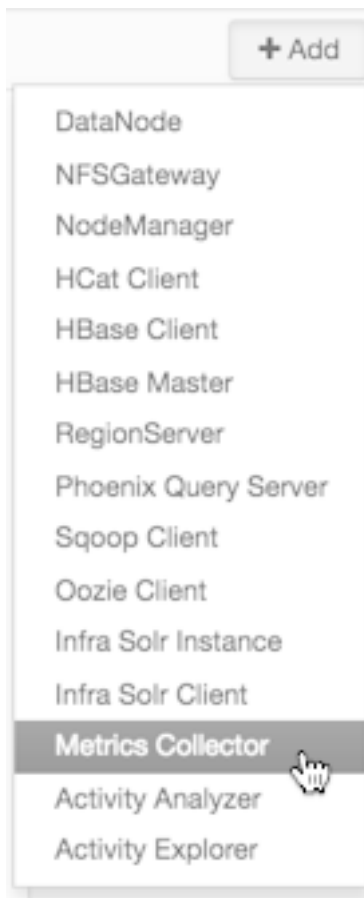 + Add
DataNode
NFSGateway
NodeManager
HCat Client
HBase Client
HBase Master
RegionServer
Phoenix Query Server
Sqoop Client
Oozie Client
Infra Solr Instance
Infra Solr Client
Metrics Collector
Activity Analyzer
Activity Explorer